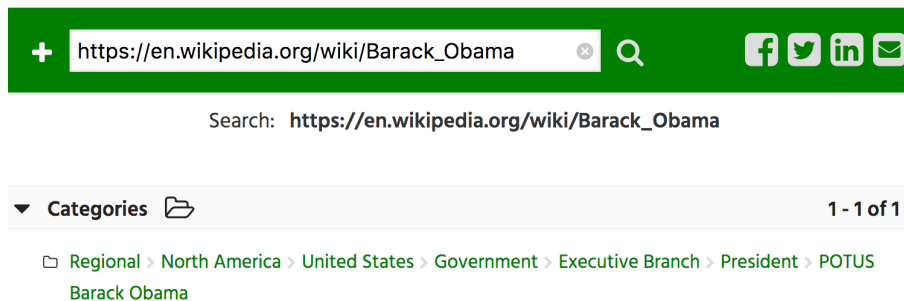 https://en.wikipedia.org/wiki/Barack_Obama
Search: https://en.wikipedia.org/wiki/Barack_Obama
Categories 1 - 1 of 1
Regional > North America > United States > Government > Executive Branch > President > POTUS
Barack Obama